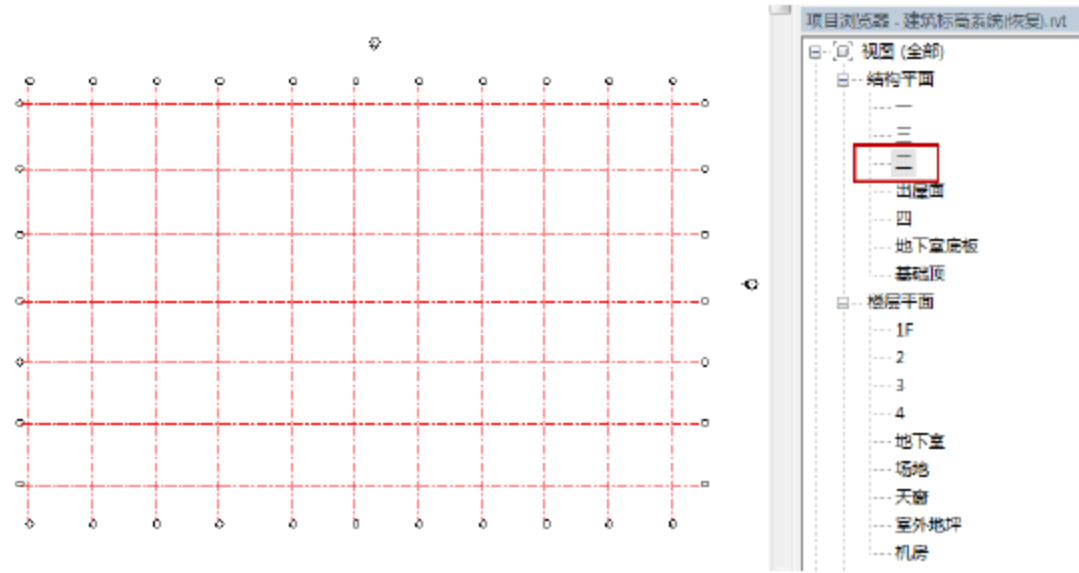 项目浏览器 - 建筑标高系统(恢复).rvt
视图 (全部)
结构平面
一
三
二
出屋面
四
地下室底板
基础顶
楼层平面
1F
2
3
4
地下室
场地
天窗
室外地坪
机房